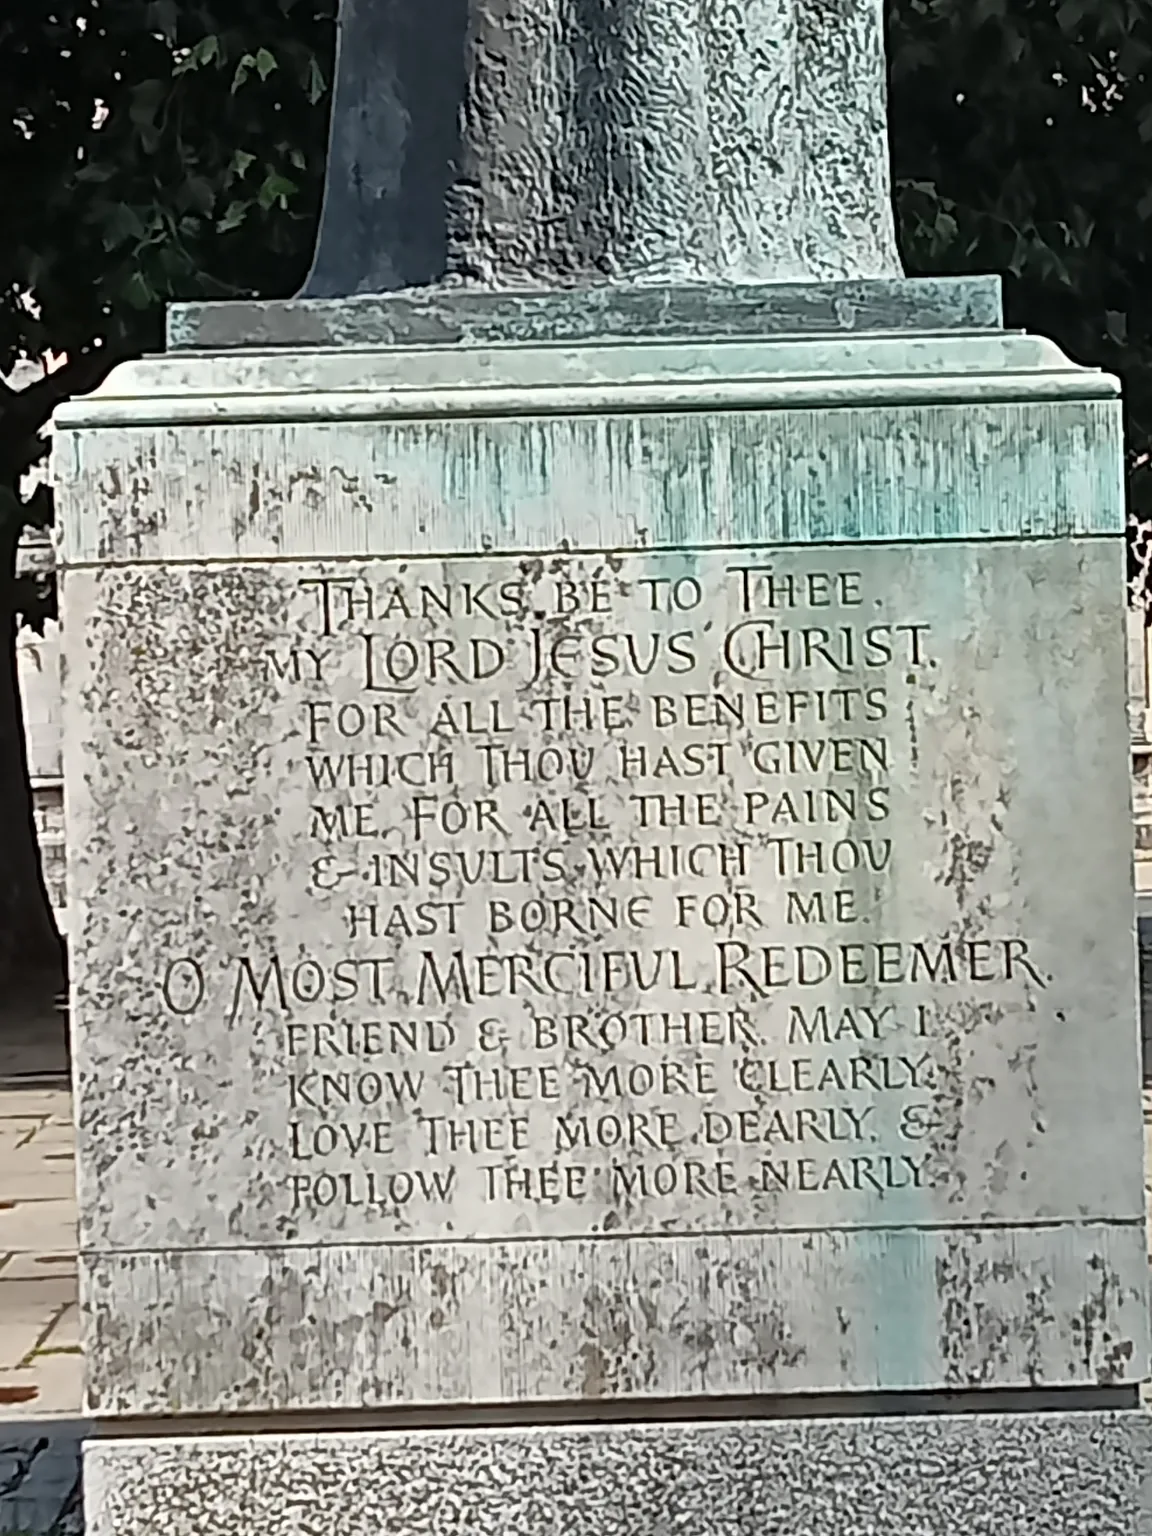 THANKS BE TO THEE,
MY LORD JESUS CHRIST,
FOR ALL THE BENEFITS
WHICH THOU HAST GIVEN
ME, FOR ALL THE PAINS
& INSULTS WHICH THOU
HAST BORNE FOR ME.
O MOST MERCIFUL REDEEMER,
FRIEND & BROTHER, MAY I
KNOW THEE MORE CLEARLY,
LOVE THEE MORE DEARLY, &
FOLLOW THEE MORE NEARLY.